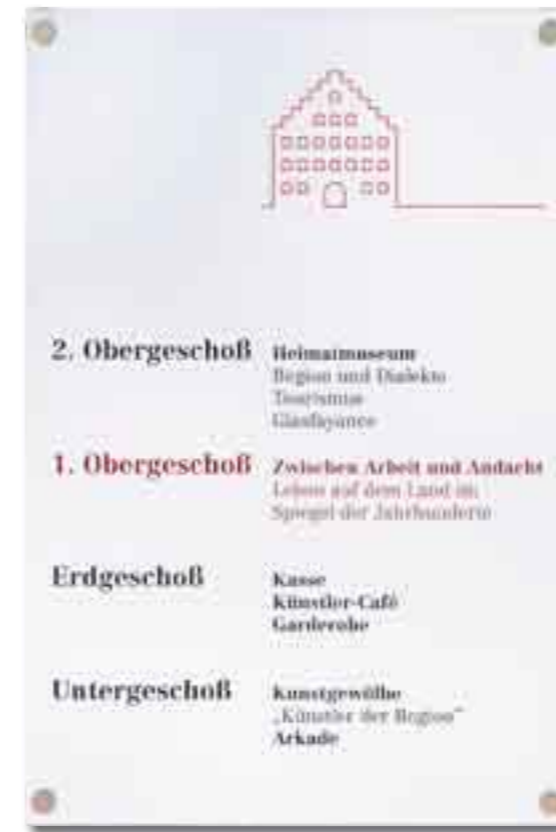 2. Obergeschoß
Heimatmuseum
Region und Dialekte
Tourismus
Glasfayance
1. Obergeschoß
Zwischen Arbeit und Andacht
Leben auf dem Land im
Spiegel der Jahrhunderte
Erdgeschoß
Kasse
Künstler-Café
Garderobe
Untergeschoß
Kunstgewölbe
„Künstler der Region“
Arkade